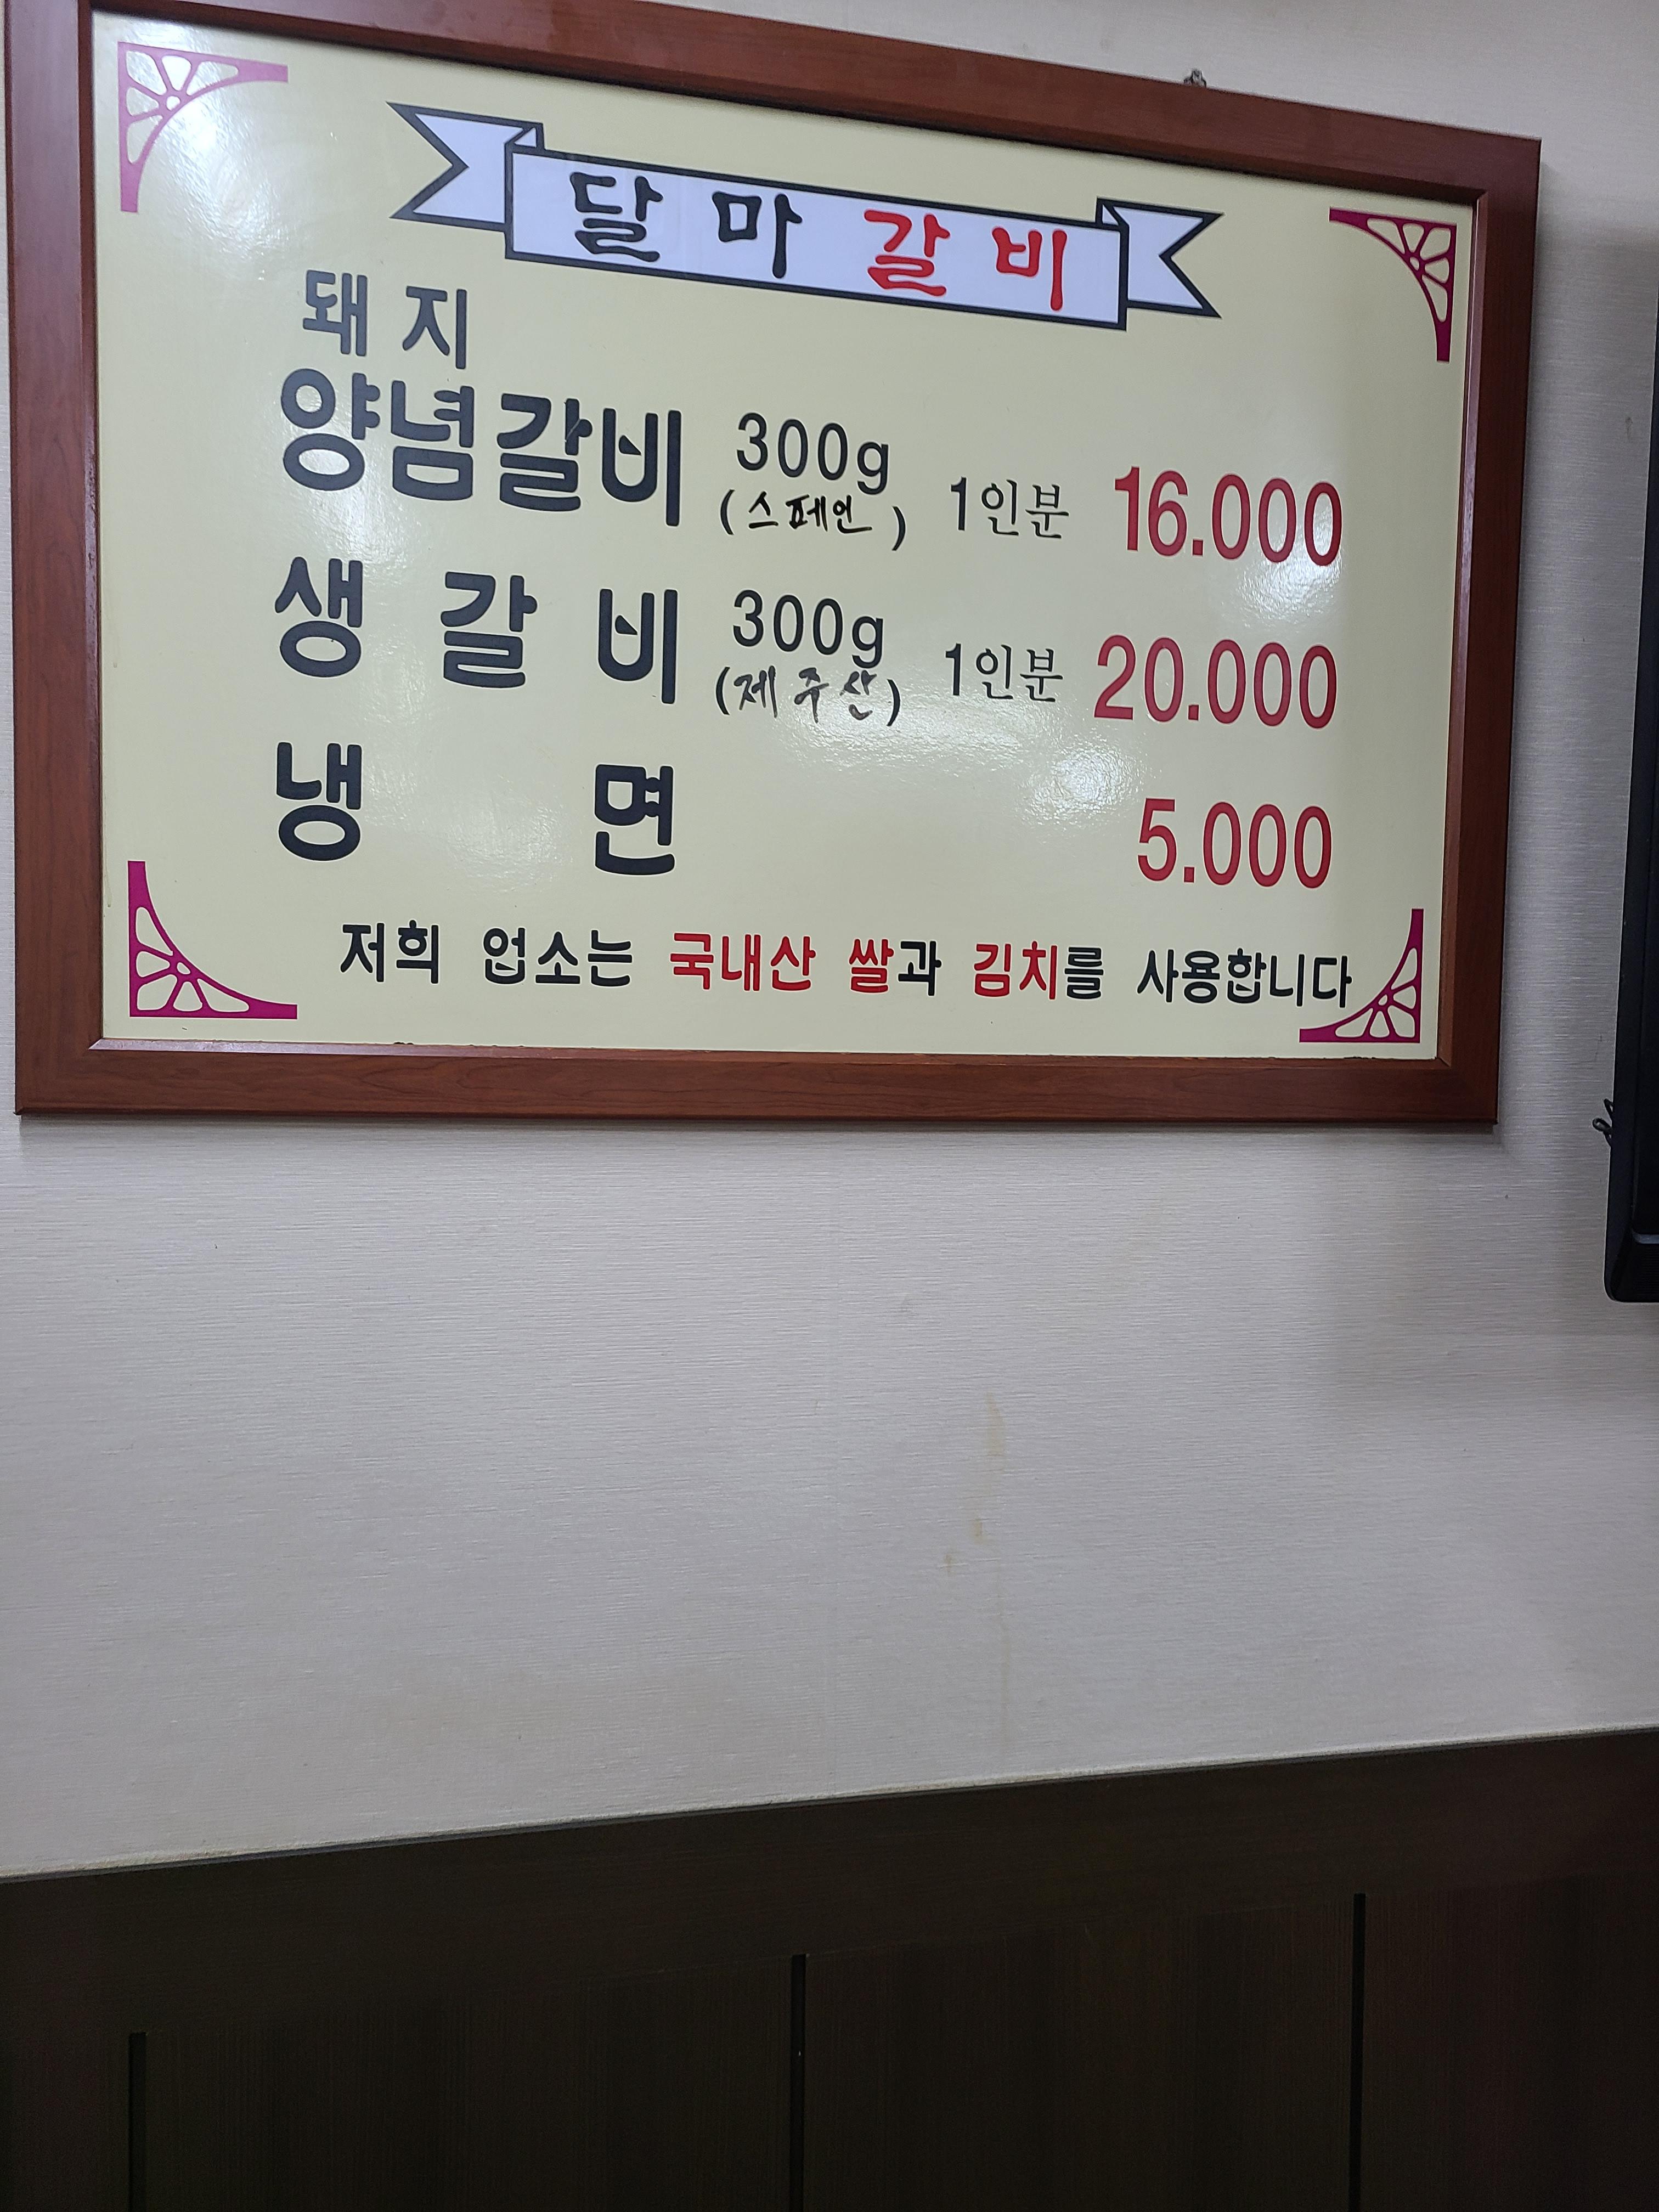 달마갈비
돼지
양념갈비 300g 1인분 16.000
(스페인)
생갈비 300g 1인분 20.000
(제주산)
냉면 5.000
저희 업소는 국내산 쌀과 김치를 사용합니다